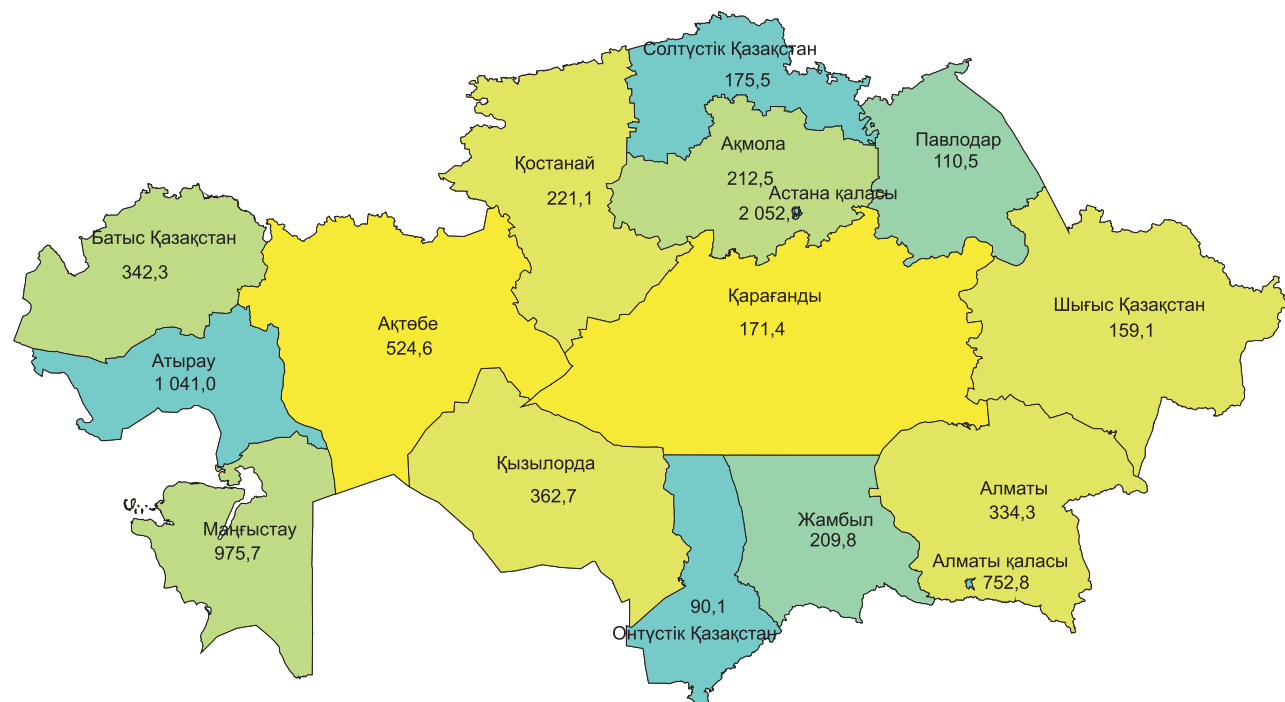 Солтүстік Қазақстан
175,5
Павлодар
110,5
Ақмола
212,5
Қостанай
221,1
Астана қаласы
2 052,9
Батыс Қазақстан
342,3
Қарағанды
171,4
Шығыс Қазақстан
159,1
Ақтөбе
524,6
Атырау
1 041,0
Қызылорда
362,7
Алматы
334,3
Жамбыл
209,8
Маңғыстау
975,7
Алматы қаласы
752,8
90,1
Онтүстік Қазақстан